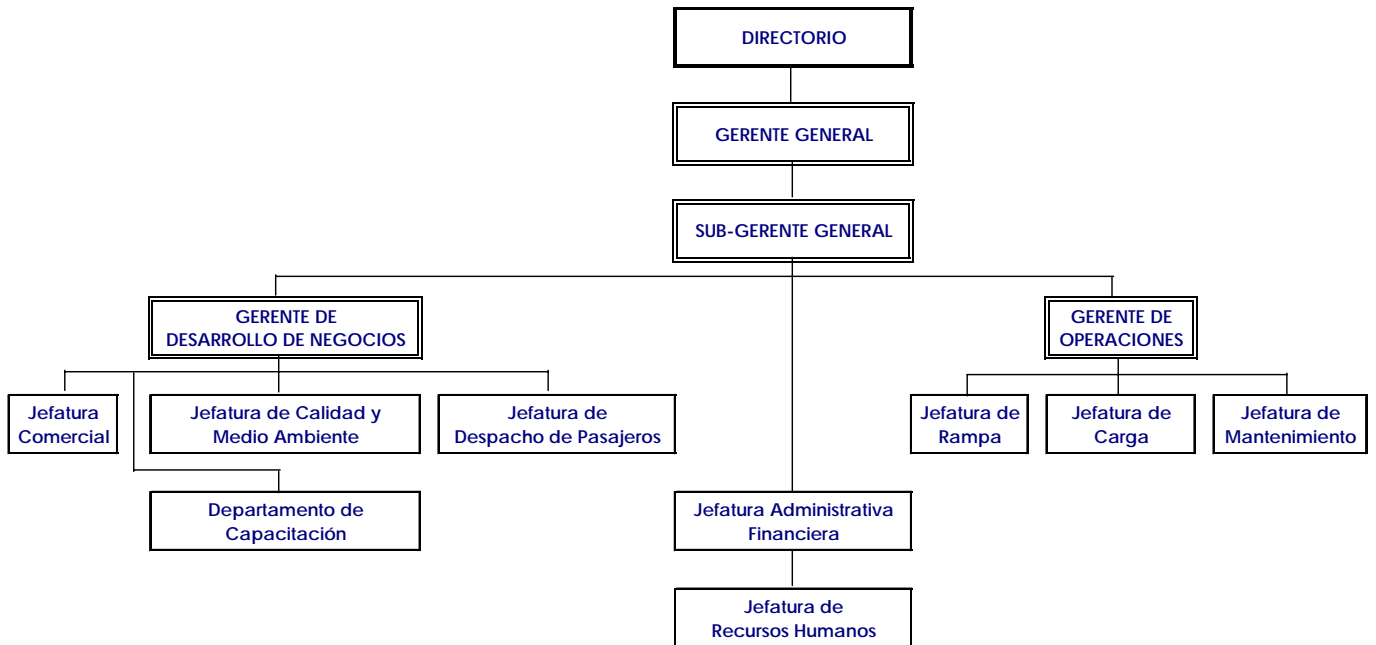 DIRECTORIO
GERENTE GENERAL
SUB-GERENTE GENERAL
GERENTE DE
DESARROLLO DE NEGOCIOS
GERENTE DE
OPERACIONES
Jefatura
Comercial
Jefatura de Calidad y
Medio Ambiente
Jefatura de
Despacho de Pasajeros
Jefatura de
Rampa
Jefatura de
Carga
Jefatura de
Mantenimiento
Departamento de
Capacitación
Jefatura Administrativa
Financiera
Jefatura de
Recursos Humanos